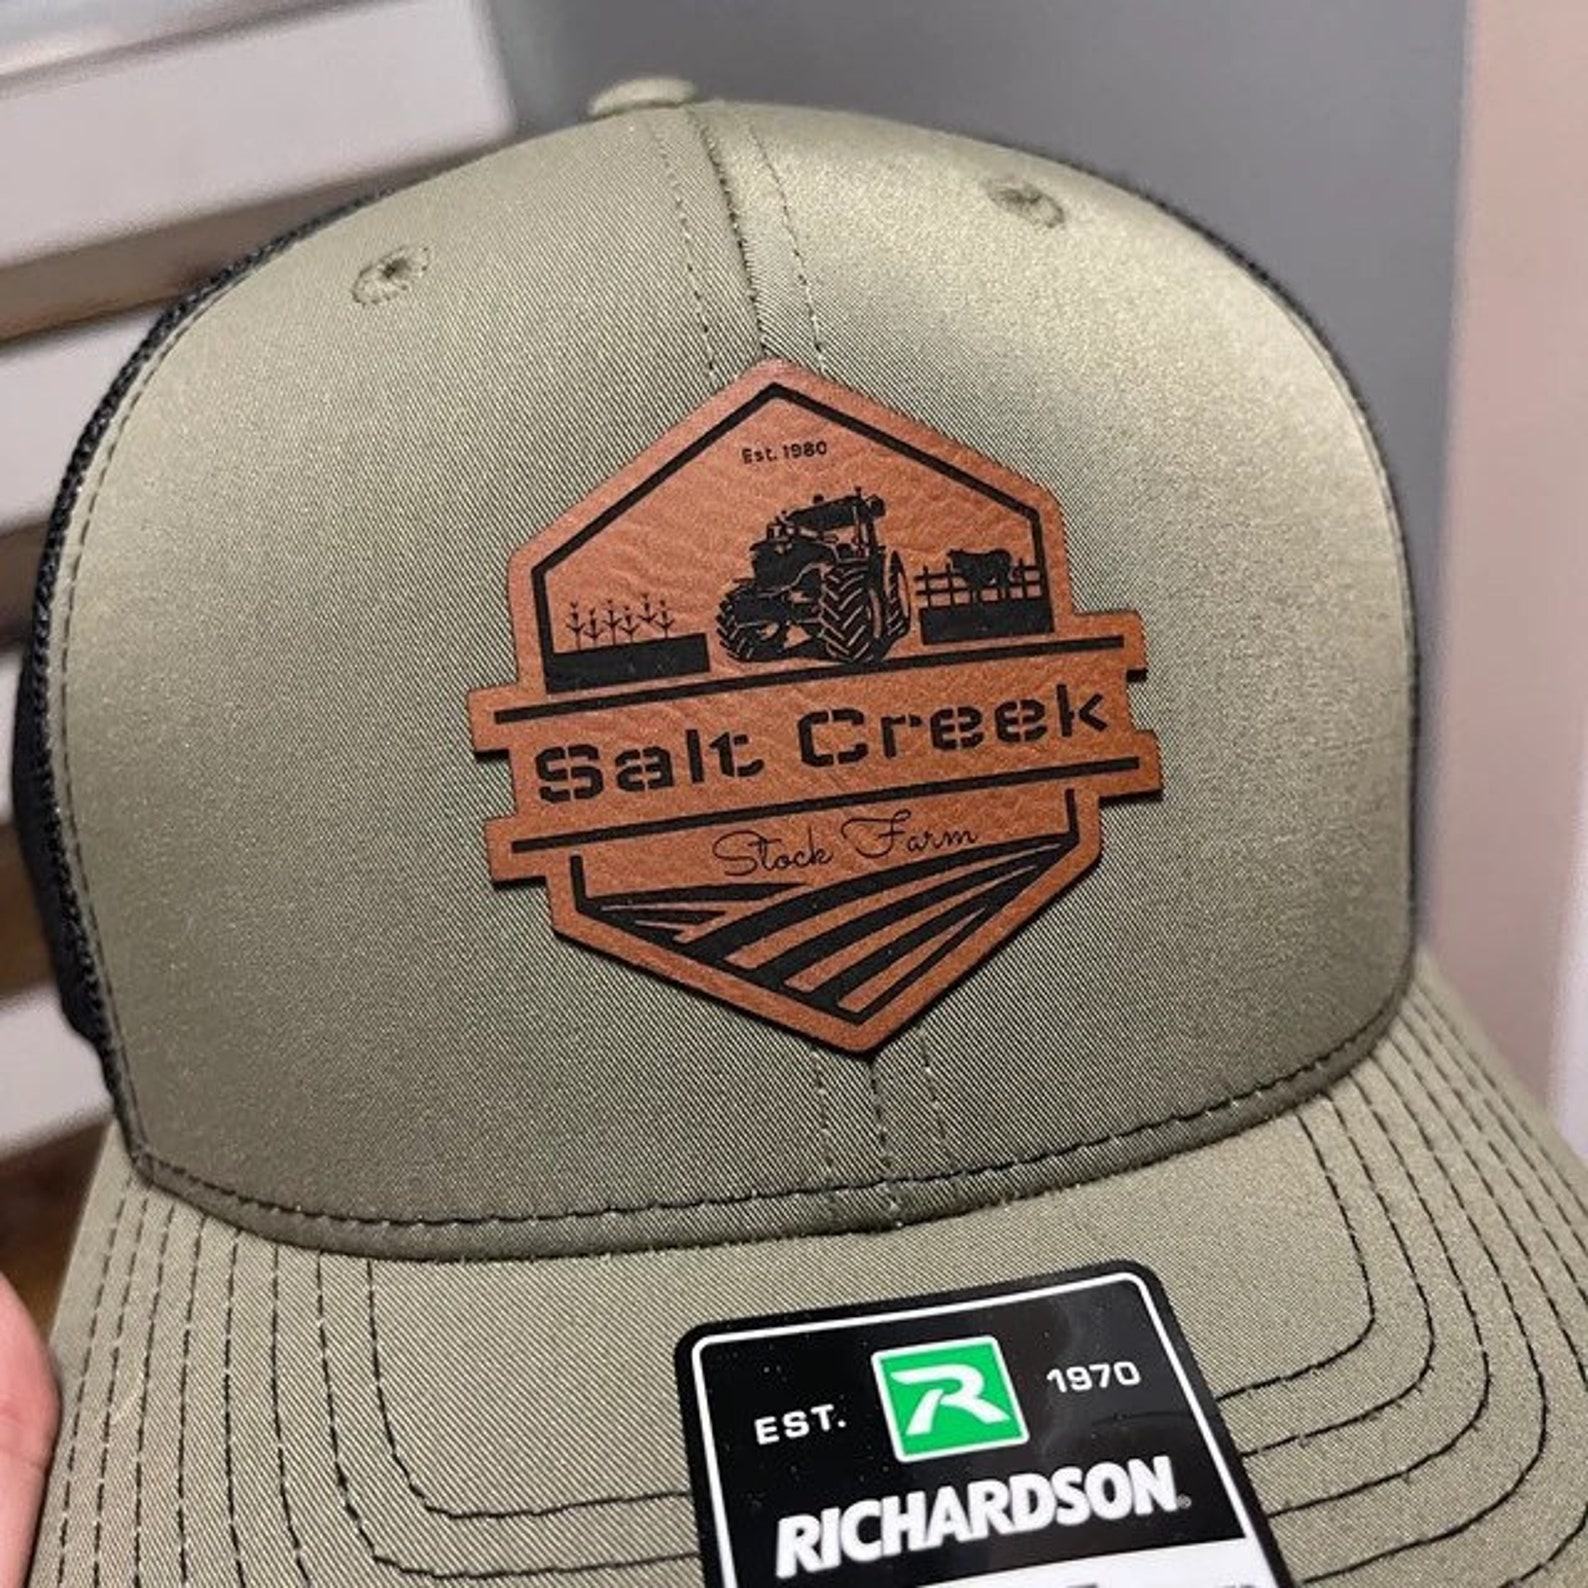 Est. 1980
Salt Creek
Stock Farm
EST. R 1970
RICHARDSON®